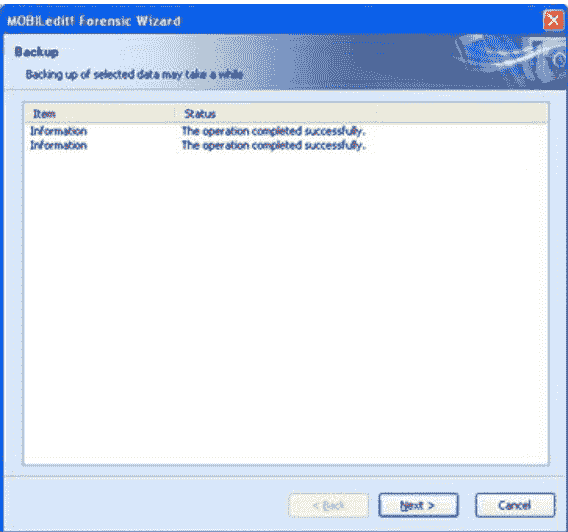 MOBILedit! Forensic Wizard
Backup
Backing up of selected data may take a while
Item Status
Information The operation completed successfully.
Information The operation completed successfully.
< Back Next > Cancel